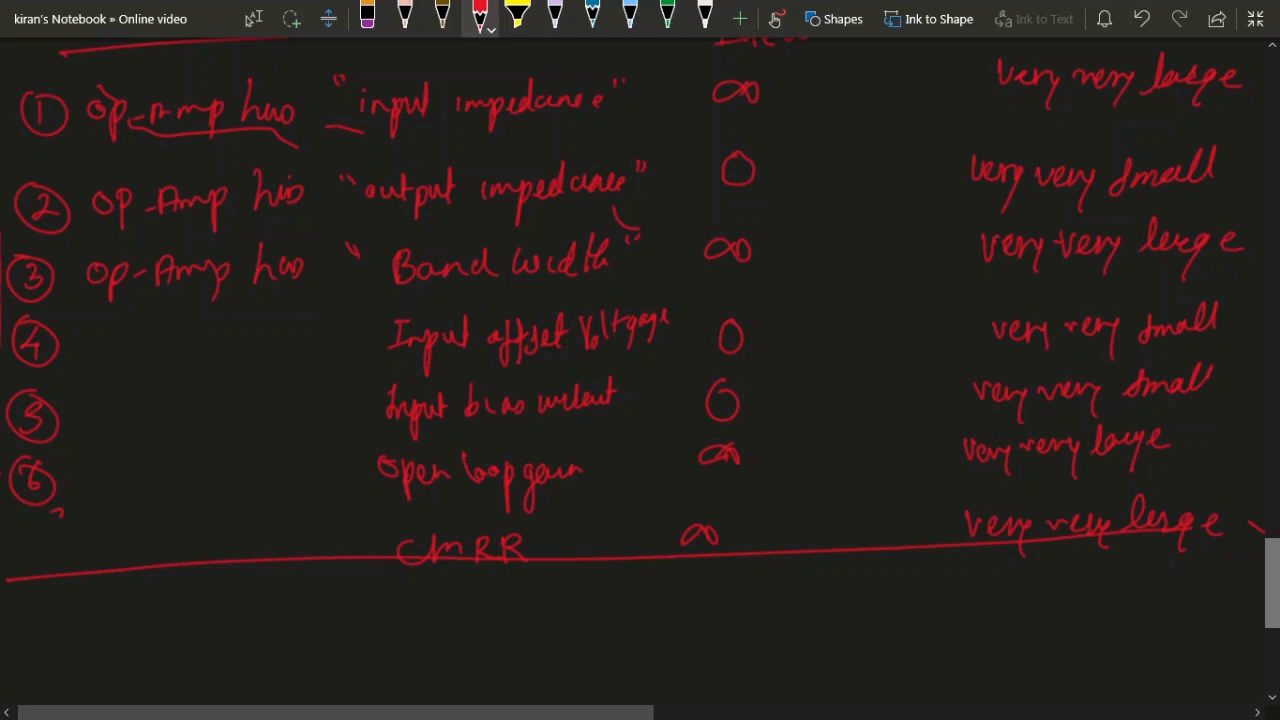 kiran's Notebook » Online video Shapes Ink to Shape Ink to Text
① Op-Amp has "input impedance" ∞ very very large
② Op-Amp has "output impedance" 0 very very small
③ Op-Amp has "Band width" ∞ very very large
④ Input offset Voltgage 0 very very small
⑤ Input bias current 0 very very small
⑥ Open loop gain ∞ very very large
7 CMRR ∞ very very large